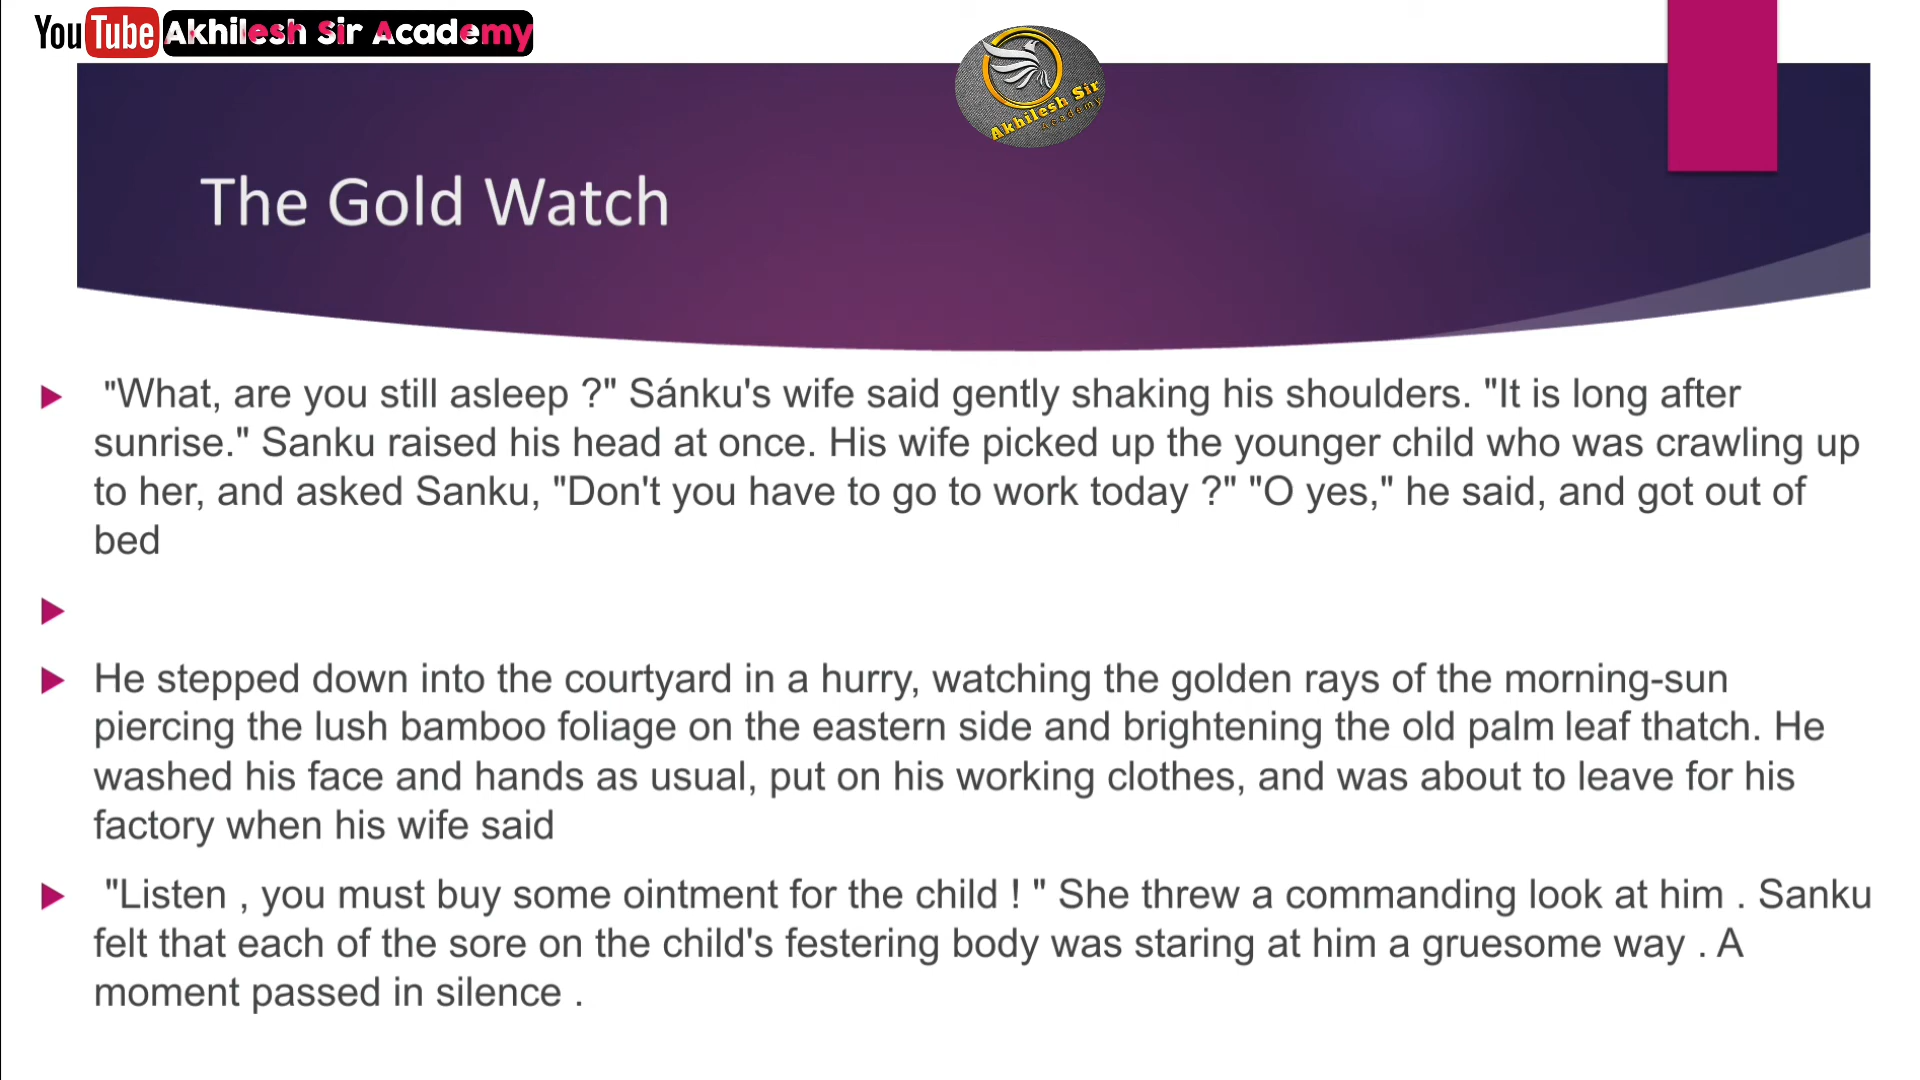 YouTube Akhilesh Sir Academy
Akhilesh Sir
Academy
The Gold Watch
"What, are you still asleep ?" Sánku's wife said gently shaking his shoulders. "It is long after
sunrise." Sanku raised his head at once. His wife picked up the younger child who was crawling up
to her, and asked Sanku, "Don't you have to go to work today ?" "O yes," he said, and got out of
bed
He stepped down into the courtyard in a hurry, watching the golden rays of the morning-sun
piercing the lush bamboo foliage on the eastern side and brightening the old palm leaf thatch. He
washed his face and hands as usual, put on his working clothes, and was about to leave for his
factory when his wife said
"Listen , you must buy some ointment for the child ! " She threw a commanding look at him . Sanku
felt that each of the sore on the child's festering body was staring at him a gruesome way . A
moment passed in silence .